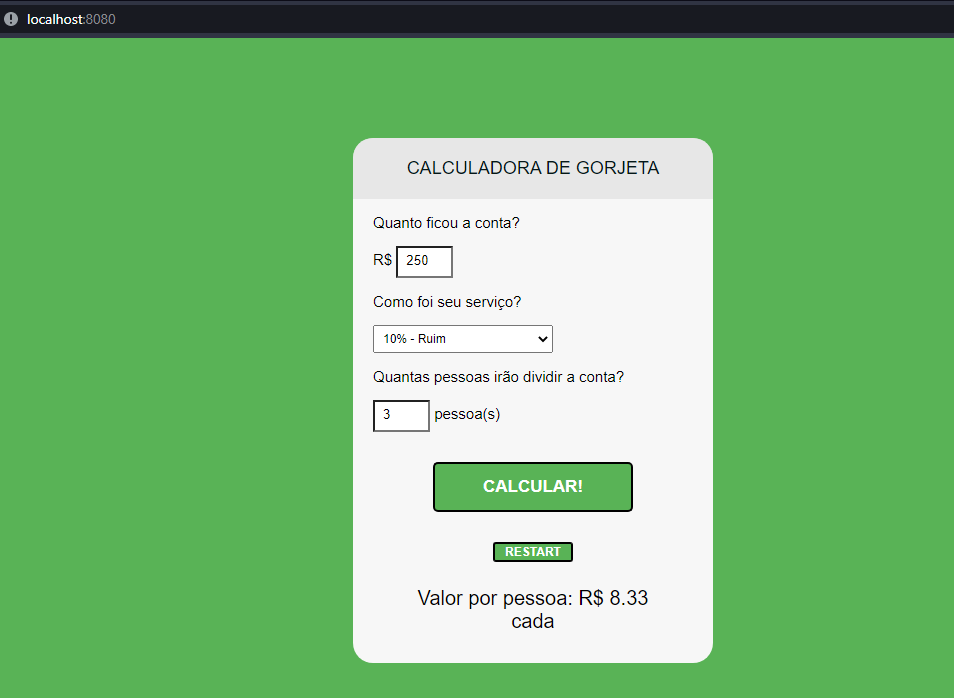 localhost:8080
CALCULADORA DE GORJETA
Quanto ficou a conta?
R$ 250
Como foi seu serviço?
10% - Ruim
Quantas pessoas irão dividir a conta?
3 pessoa(s)
CALCULAR!
RESTART
Valor por pessoa: R$ 8.33
cada